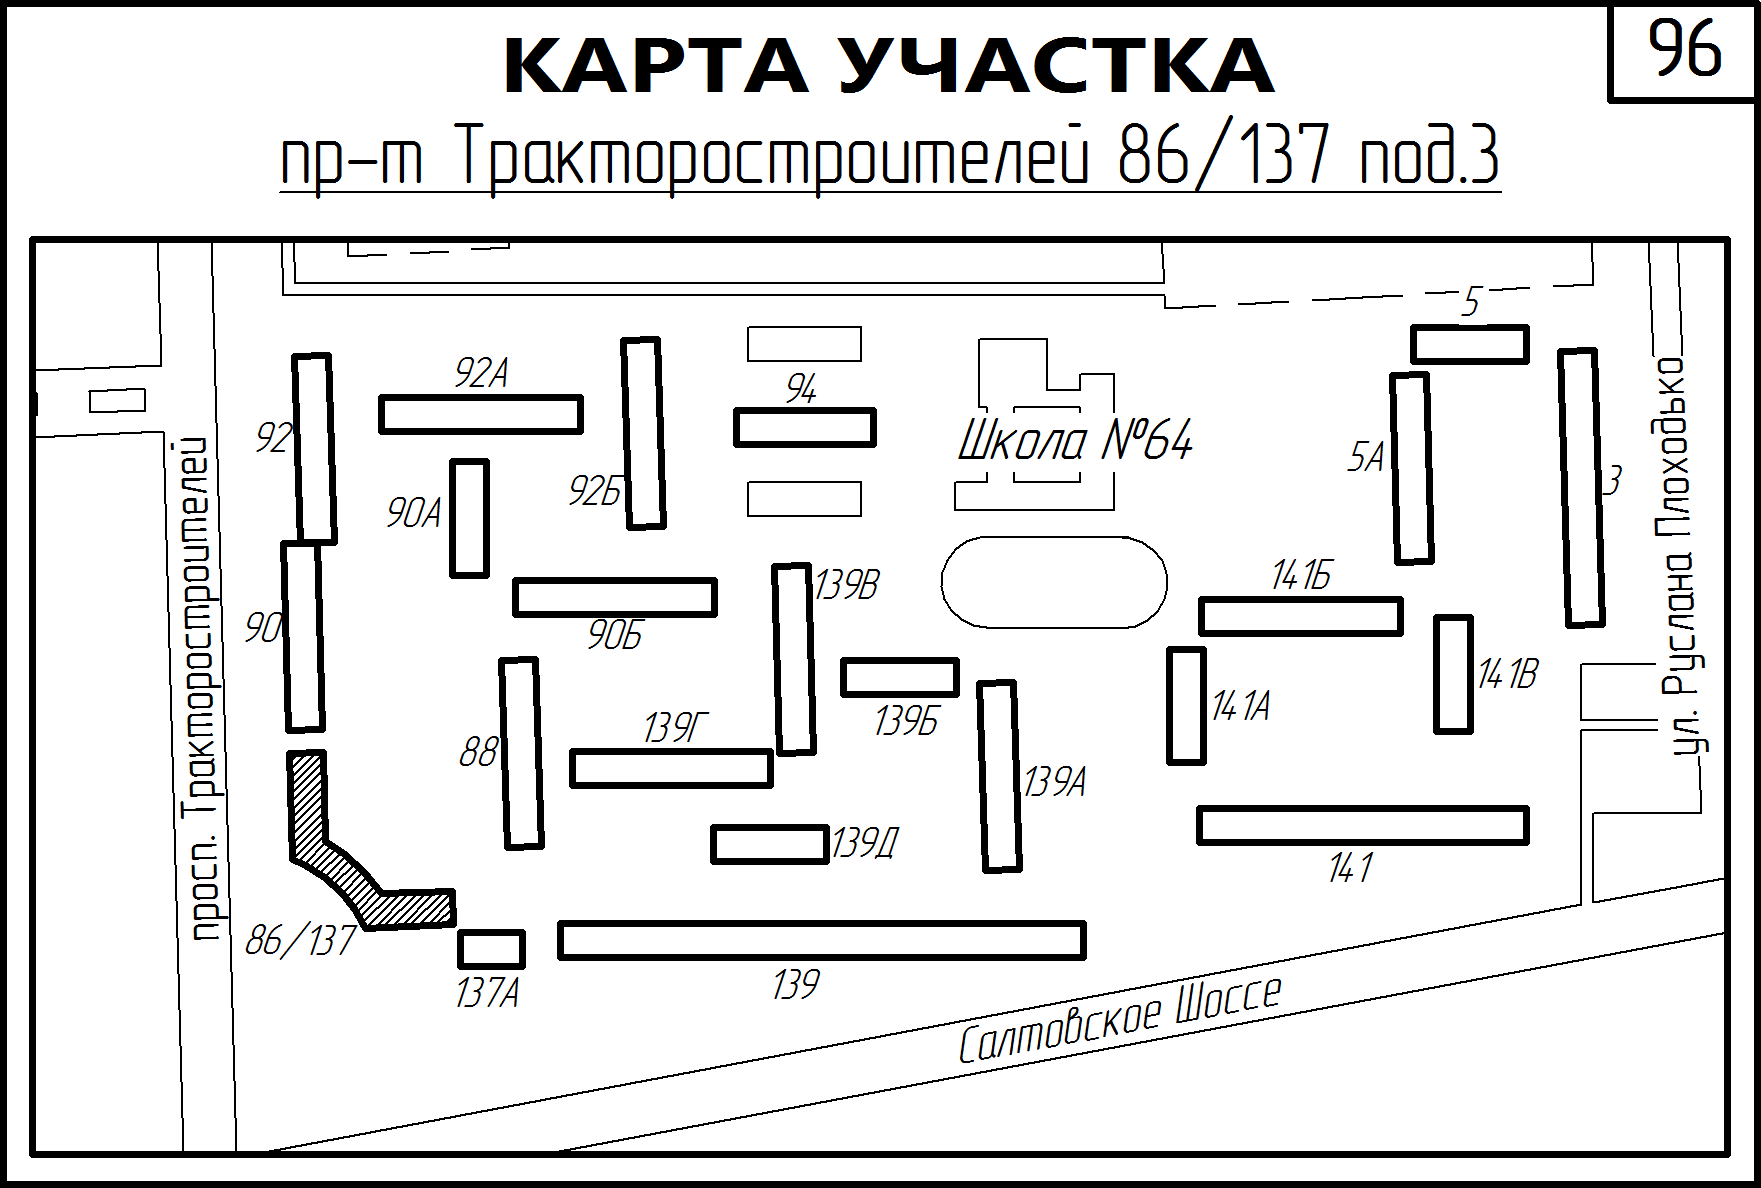 КАРТА УЧАСТКА
96
пр-т Тракторостроителей 86/137 под.3
5
92А
94
92
Школа №64
5А
3
92Б
90А
141Б
139В
90
90Б
141В
141А
139Б
139Г
88
139А
139Д
141
86/137
137А
139
просп. Тракторостроителей
ул. Руслана Плоходько
Салтовское Шоссе